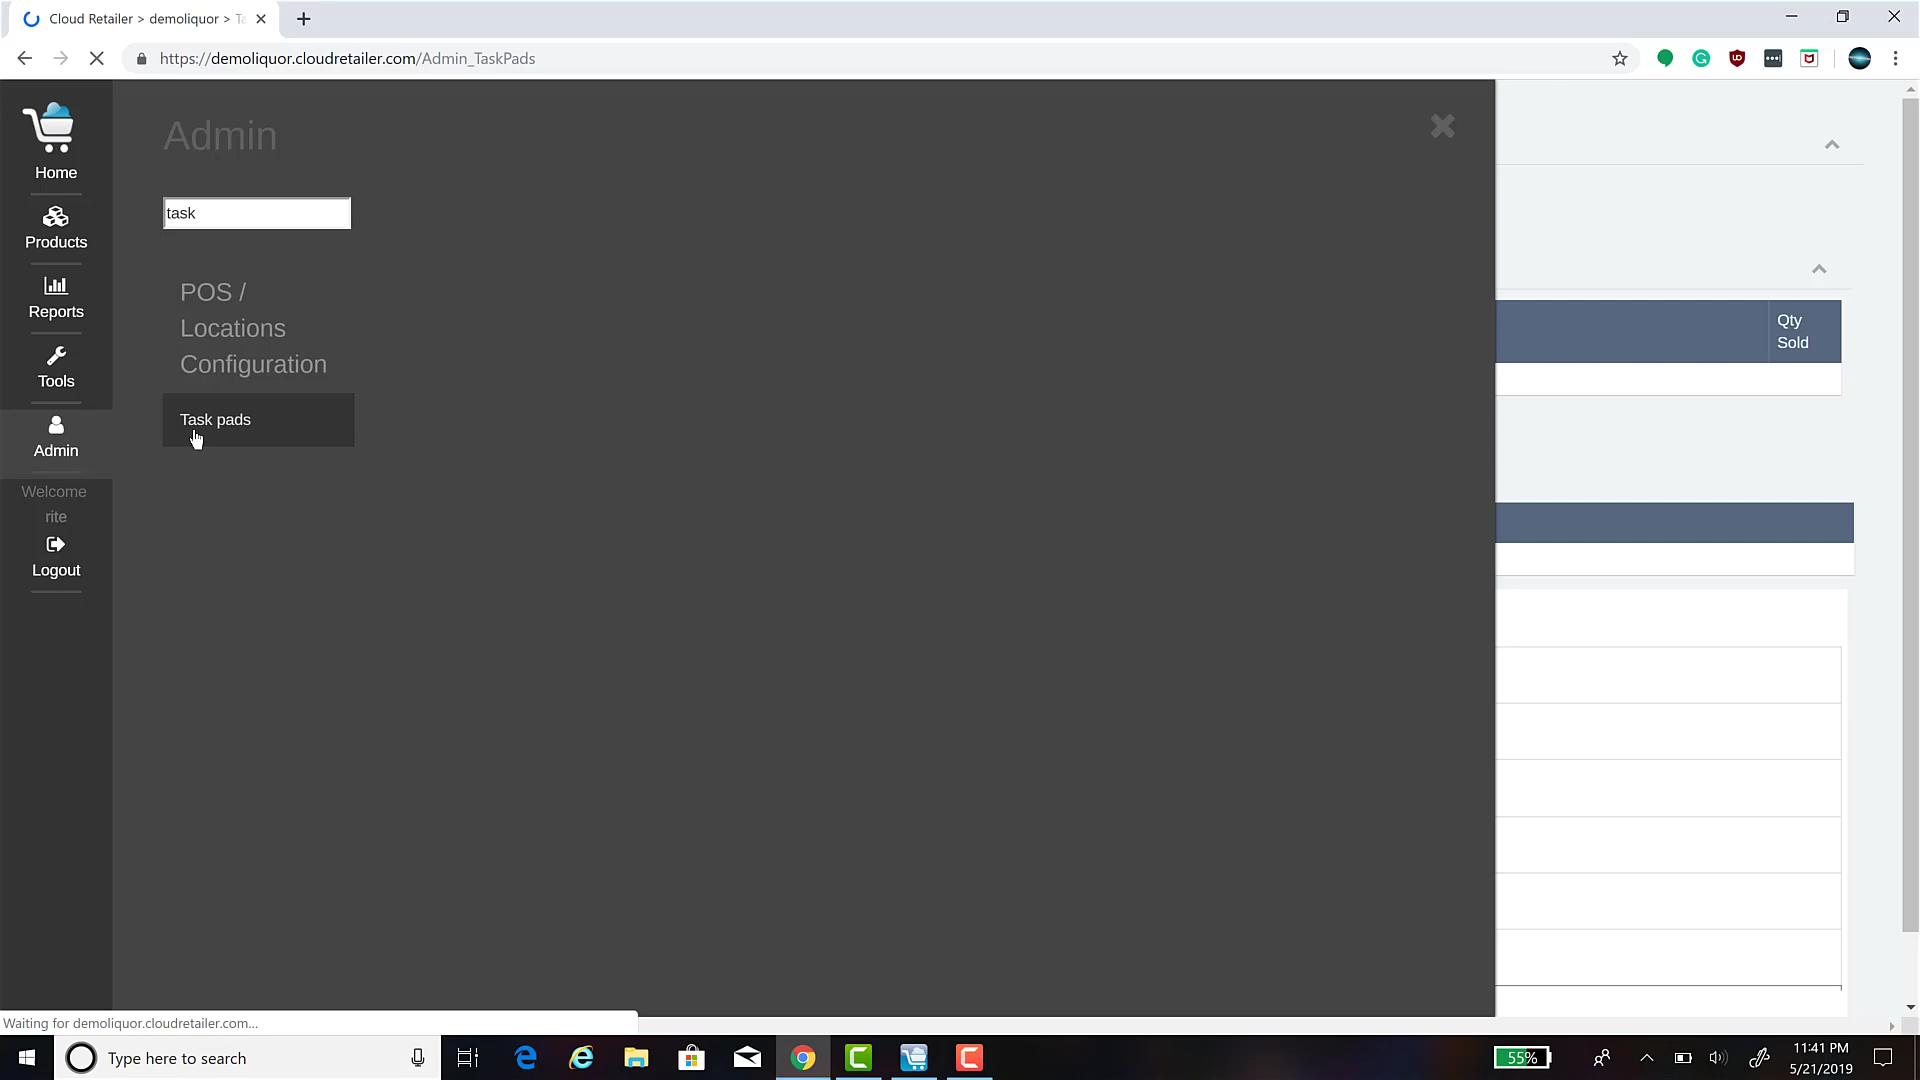 Cloud Retailer > demoliquor > Ta
https://demoliquor.cloudretailer.com/Admin_TaskPads
Home
Products
Reports
Tools
Admin
Welcome
rite
Logout
Admin
task
POS /
Locations
Configuration
Task pads
Qty
Sold
Waiting for demoliquor.cloudretailer.com...
Type here to search
55%
11:41 PM
5/21/2019